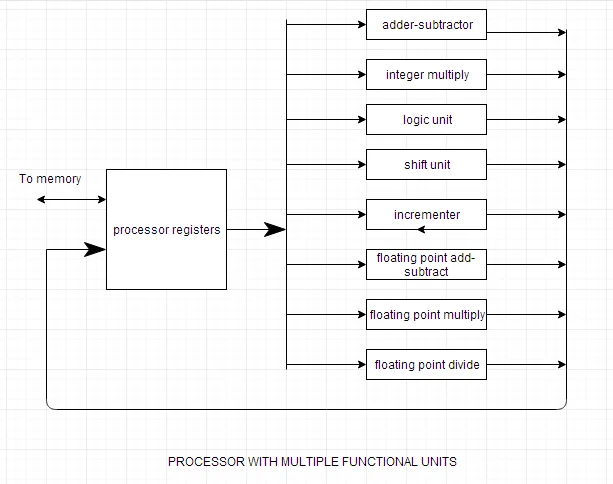 adder-subtractor
integer multiply
logic unit
shift unit
To memory
processor registers
incrementer
floating point add-
subtract
floating point multiply
floating point divide
PROCESSOR WITH MULTIPLE FUNCTIONAL UNITS